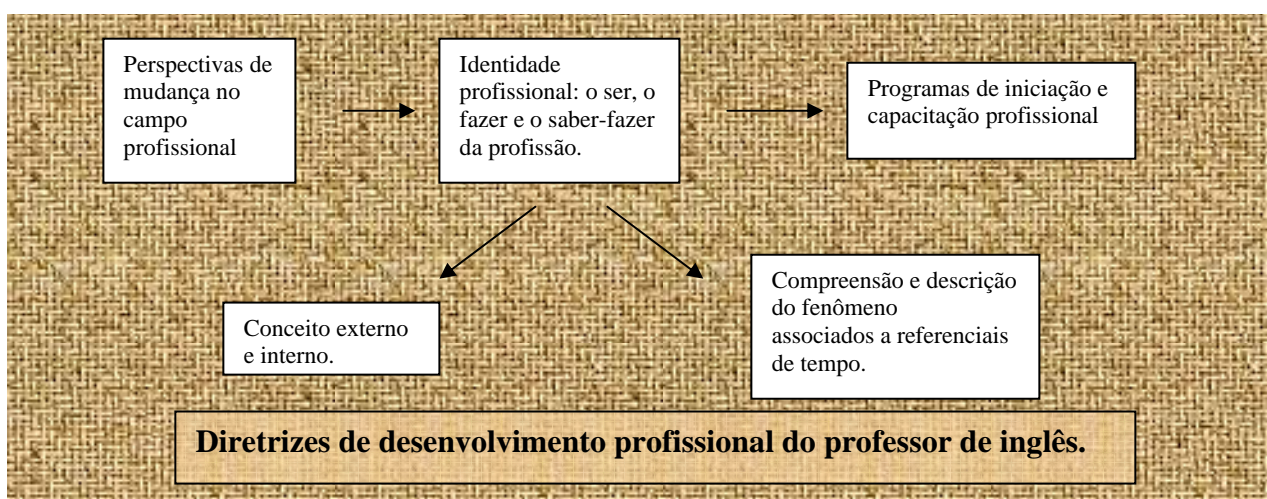 Perspectivas de
mudança no
campo
profissional
Identidade
profissional: o ser, o
fazer e o saber-fazer
da profissão.
Programas de iniciação e
capacitação profissional
Conceito externo
e interno.
Compreensão e descrição
do fenômeno
associados a referenciais
de tempo.
Diretrizes de desenvolvimento profissional do professor de inglês.